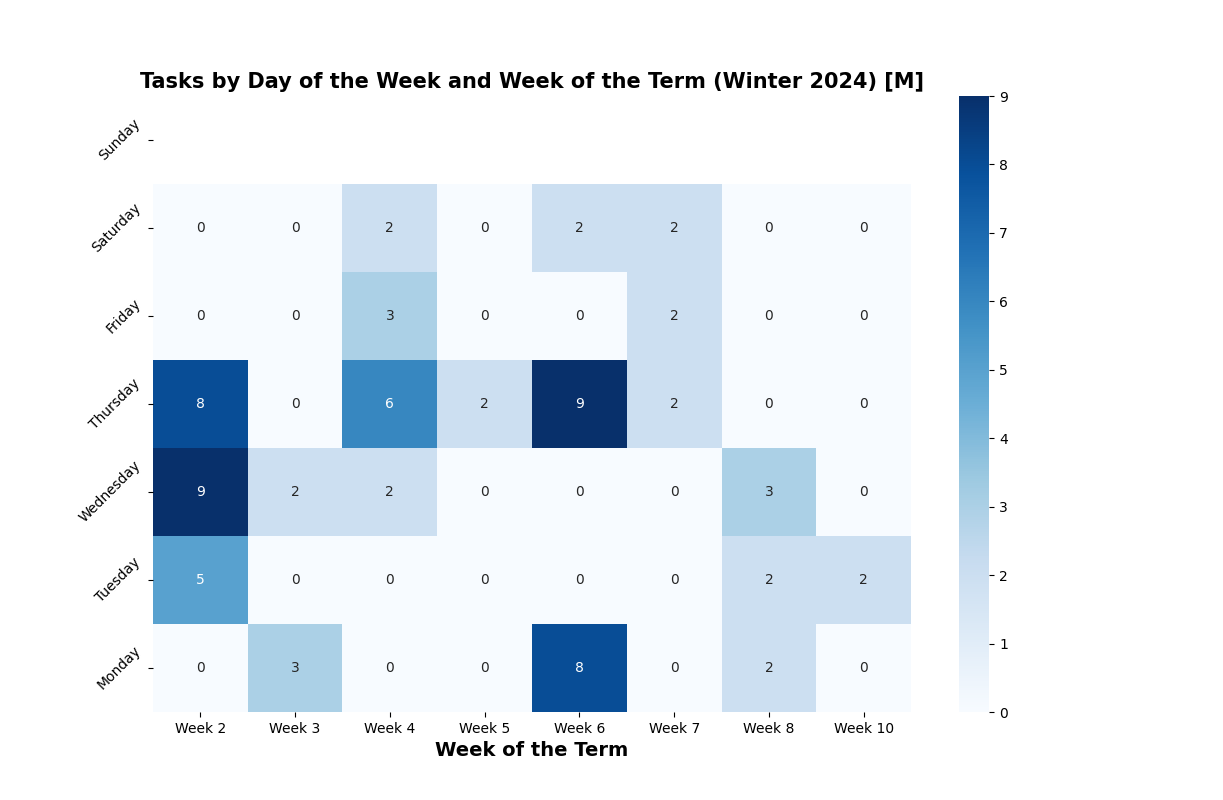 Tasks by Day of the Week and Week of the Term (Winter 2024) [M]
Sunday
Saturday 0 0 2 0 2 2 0 0
Friday 0 0 3 0 0 2 0 0
Thursday 8 0 6 2 9 2 0 0
Wednesday 9 2 2 0 0 0 3 0
Tuesday 5 0 0 0 0 0 2 2
Monday 0 3 0 0 8 0 2 0
Week 2 Week 3 Week 4 Week 5 Week 6 Week 7 Week 8 Week 10
Week of the Term
9
8
7
6
5
4
3
2
1
0